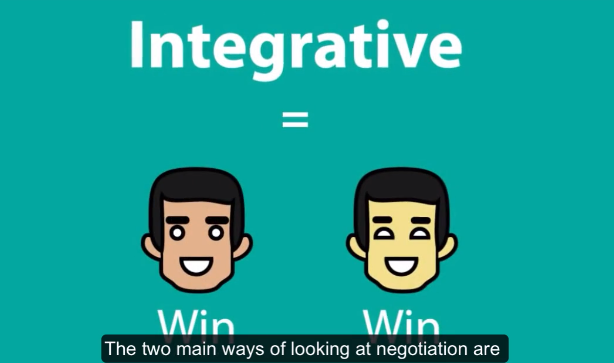 Integrative
=
Win Win
The two main ways of looking at negotiation are